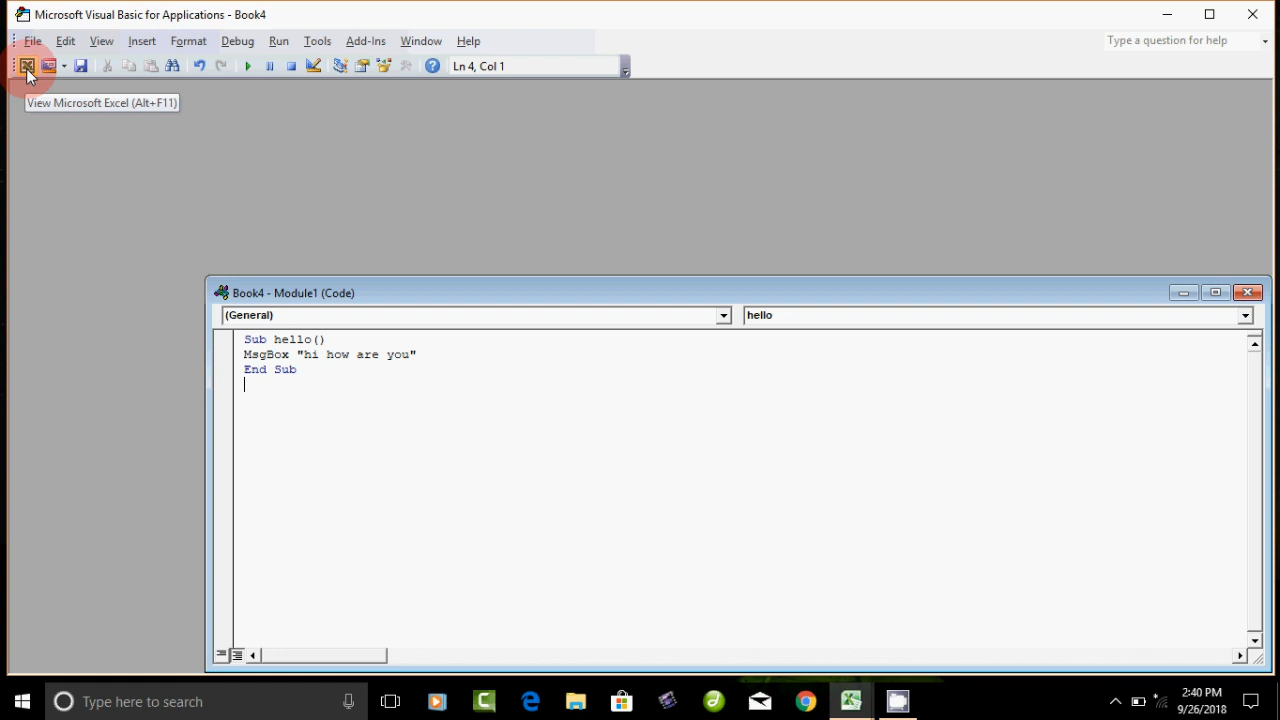 Microsoft Visual Basic for Applications - Book4
File Edit View Insert Format Debug Run Tools Add-Ins Window Help Type a question for help
Ln 4, Col 1
View Microsoft Excel (Alt+F11)
Book4 - Module1 (Code)
(General) hello
Sub hello()
MsgBox "hi how are you"
End Sub
Type here to search
2:40 PM
9/26/2018